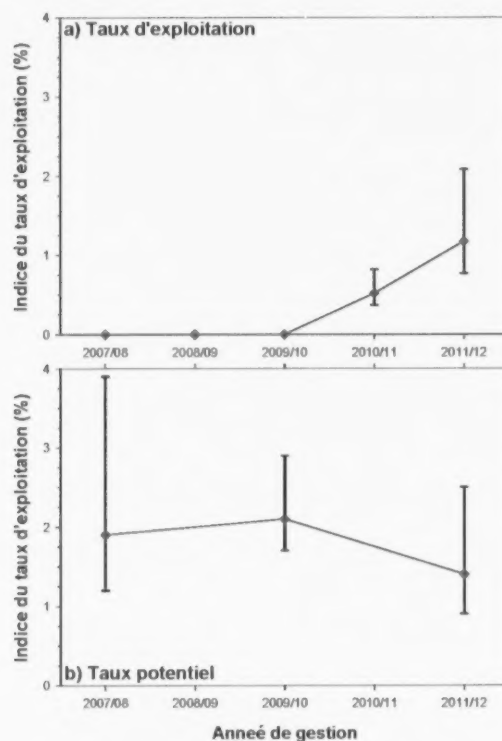 a) Taux d'exploitation
Indice du taux d'exploitation (%)
4
3
2
1
0
2007/08 2008/09 2009/10 2010/11 2011/12
Indice du taux d'exploitation (%)
4
3
2
1
0
b) Taux potentiel
2007/08 2008/09 2009/10 2010/11 2011/12
Anneé de gestion